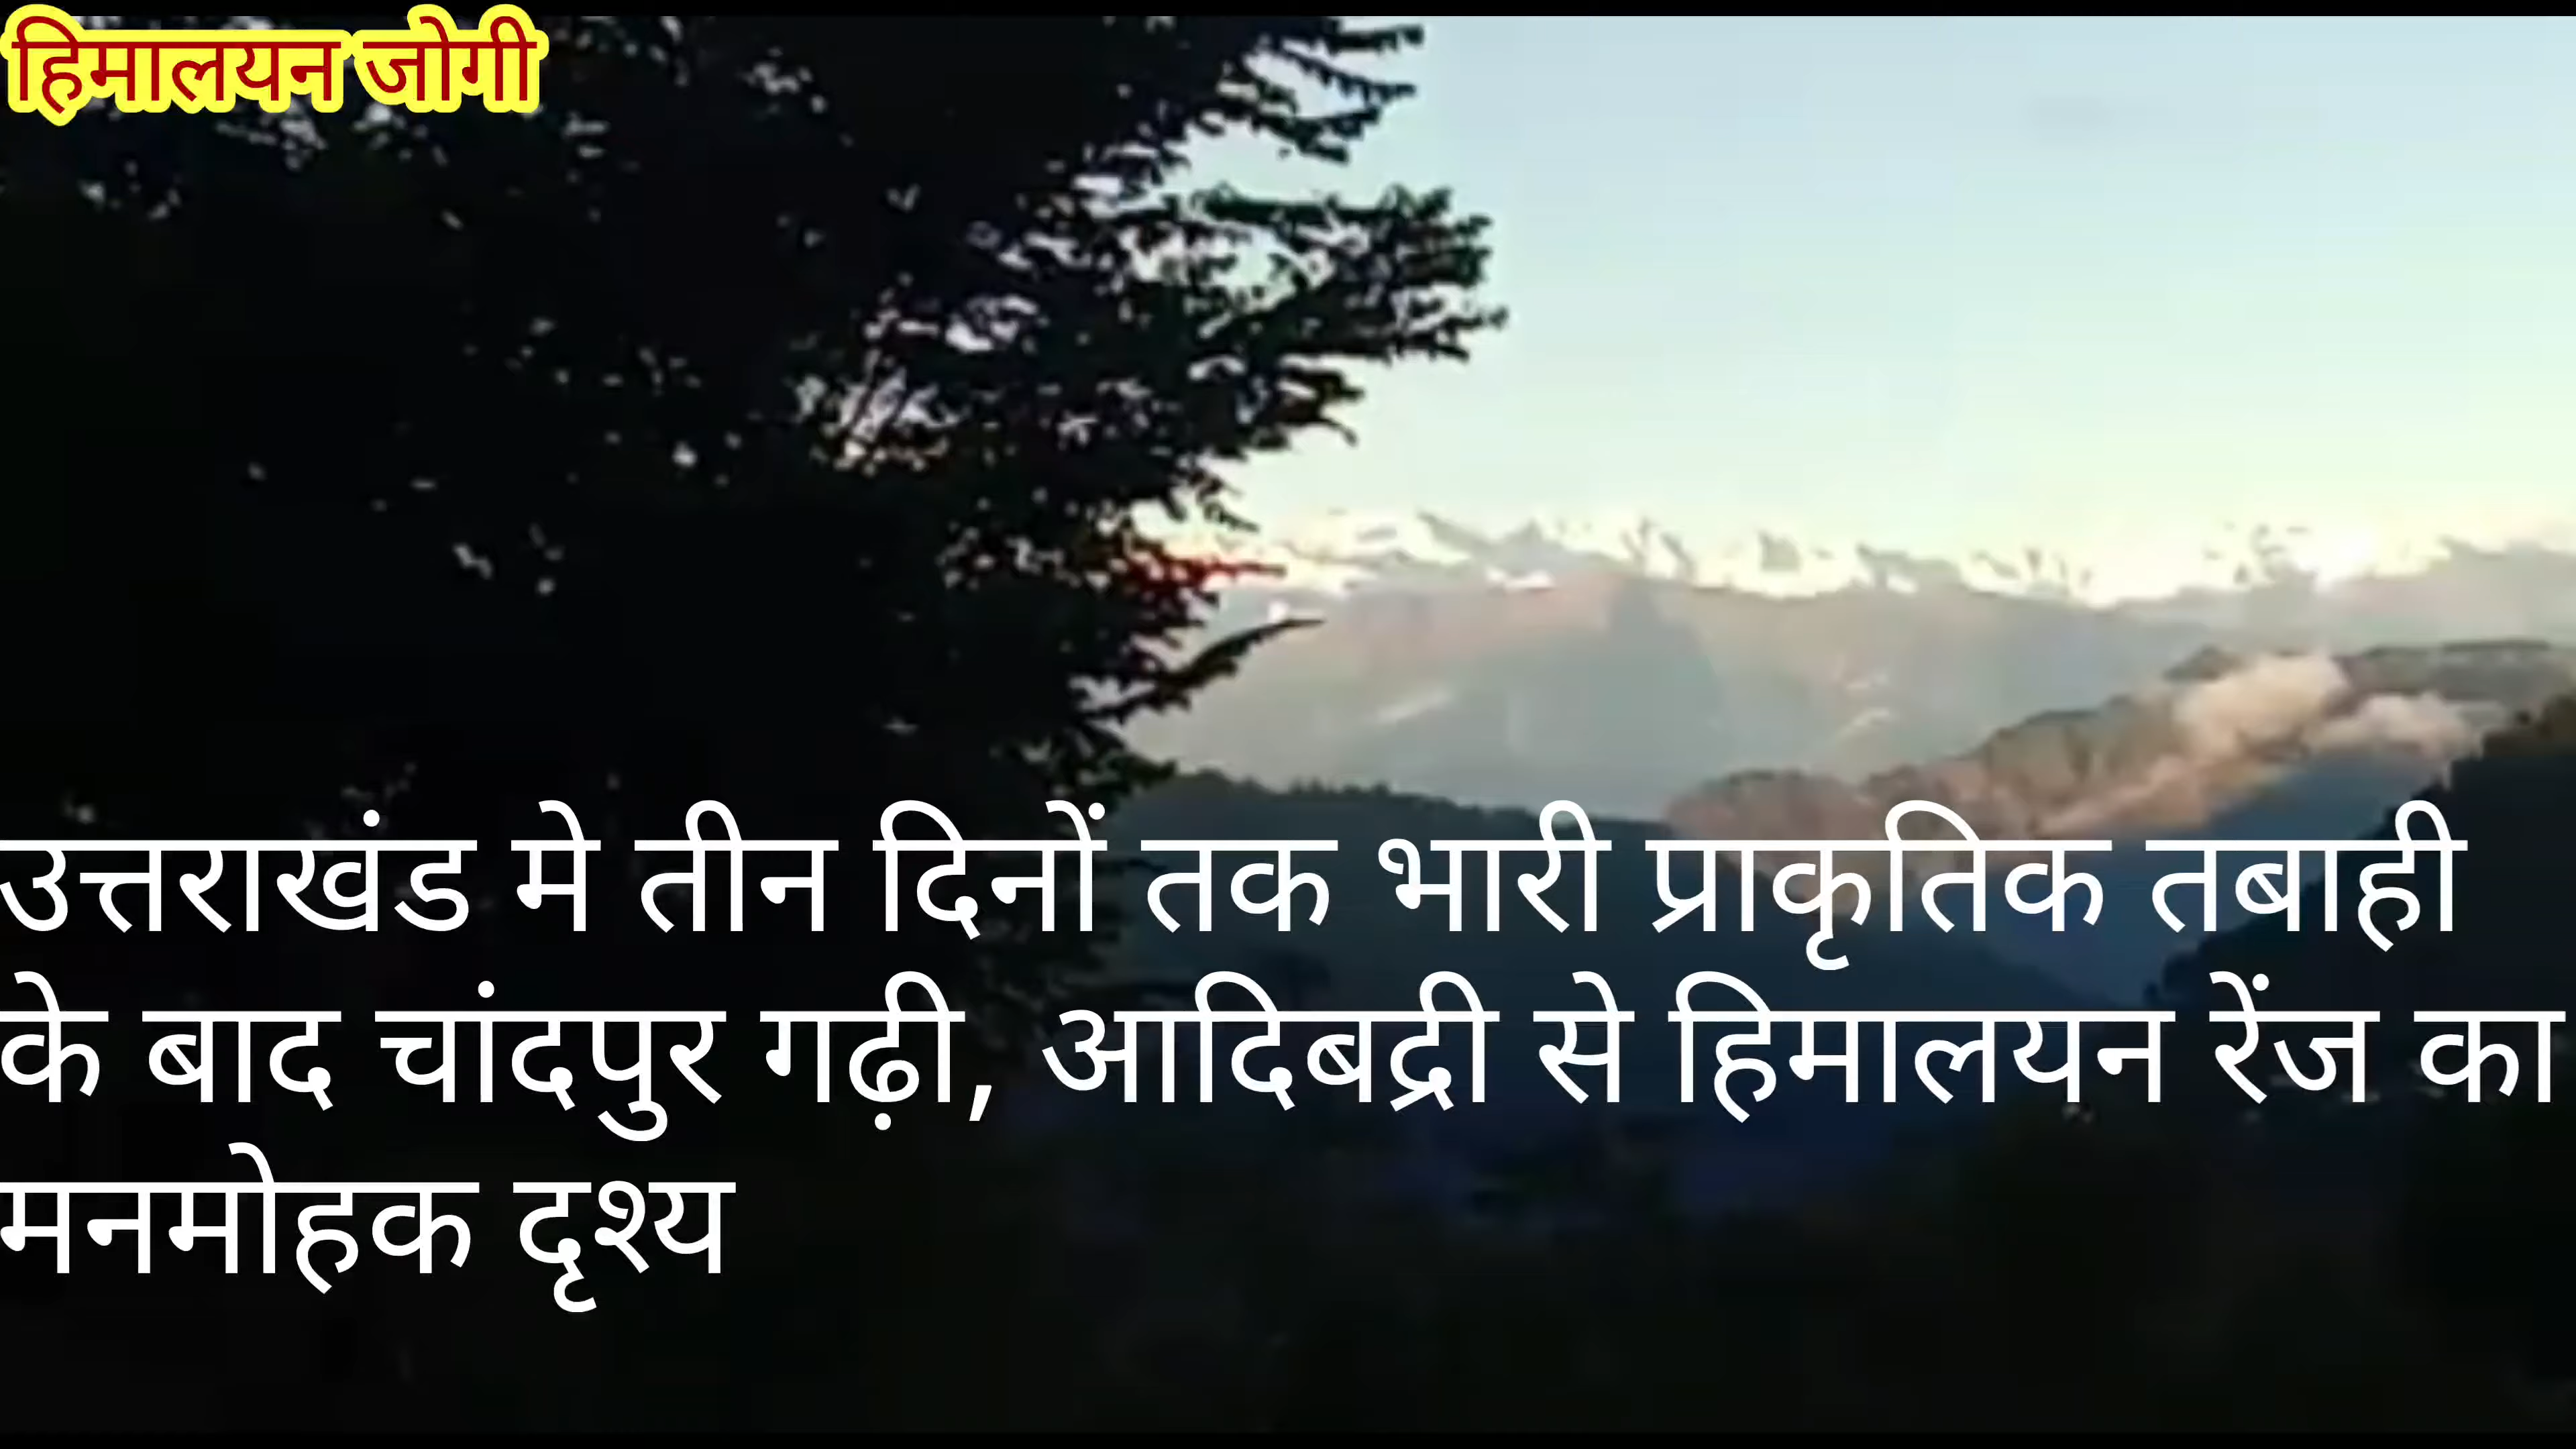 हिमालयन जोगी
उत्तराखंड मे तीन दिनों तक भारी प्राकृतिक तबाही
के बाद चांदपुर गढ़ी, आदिबद्री से हिमालयन रेंज का
मनमोहक दृश्य